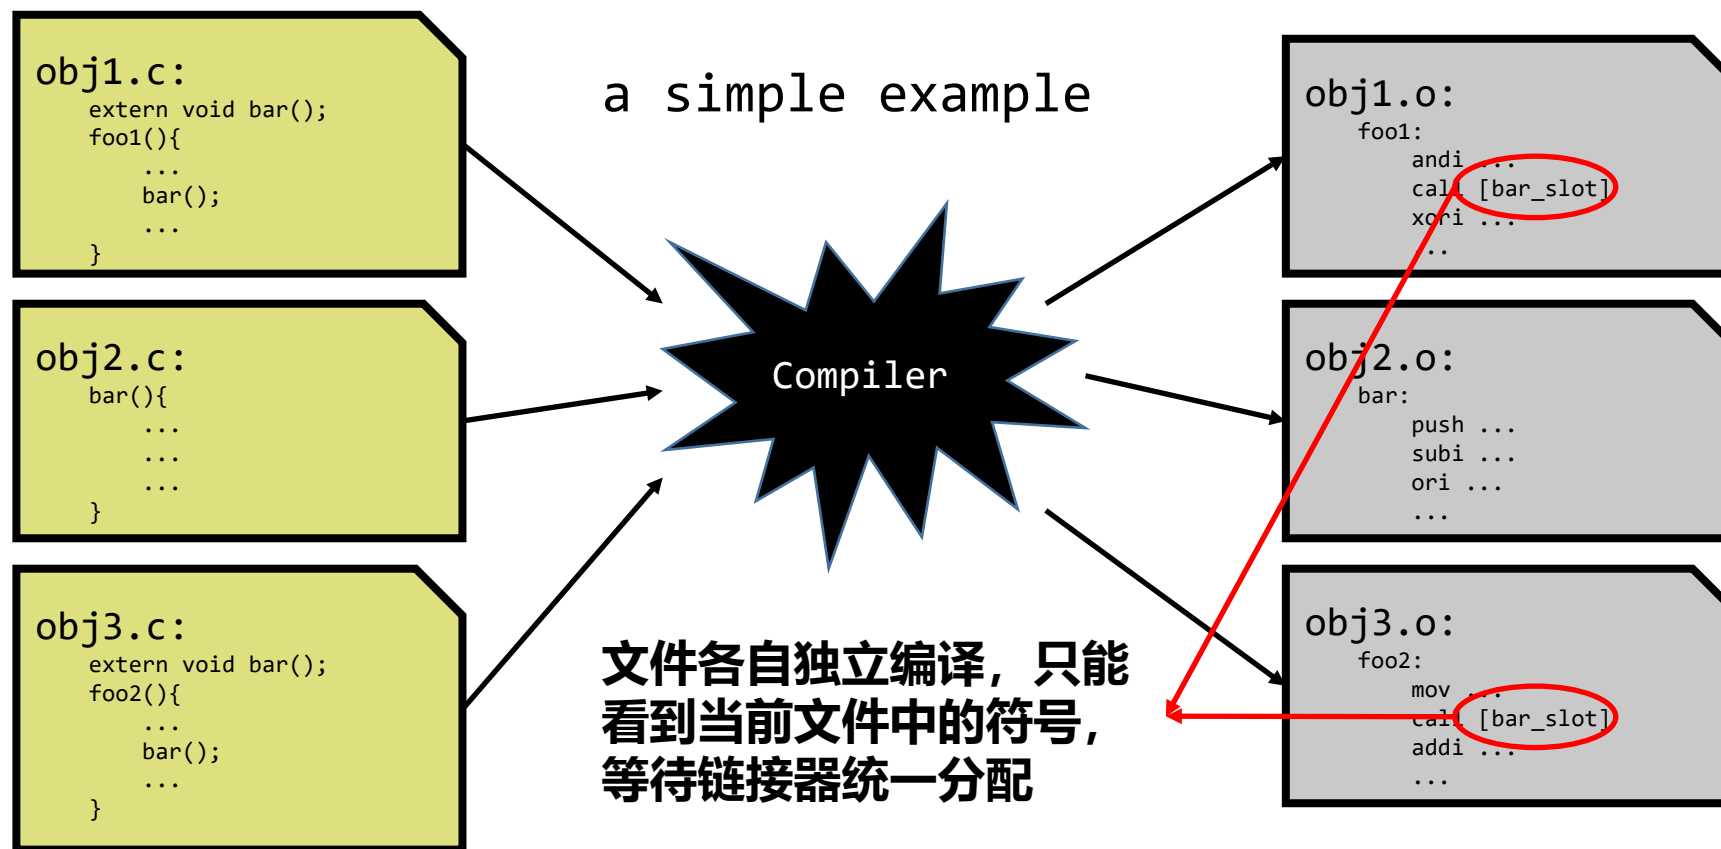 a simple example
obj1.c:
extern void bar();
foo1(){
...
bar();
...
}
obj2.c:
bar(){
...
...
...
}
obj3.c:
extern void bar();
foo2(){
...
bar();
...
}
Compiler
文件各自独立编译，只能
看到当前文件中的符号，
等待链接器统一分配
obj1.o:
foo1:
andi ...
call [bar_slot]
xori ...
...
obj2.o:
bar:
push ...
subi ...
ori ...
...
obj3.o:
foo2:
mov ...
call [bar_slot]
addi ...
...